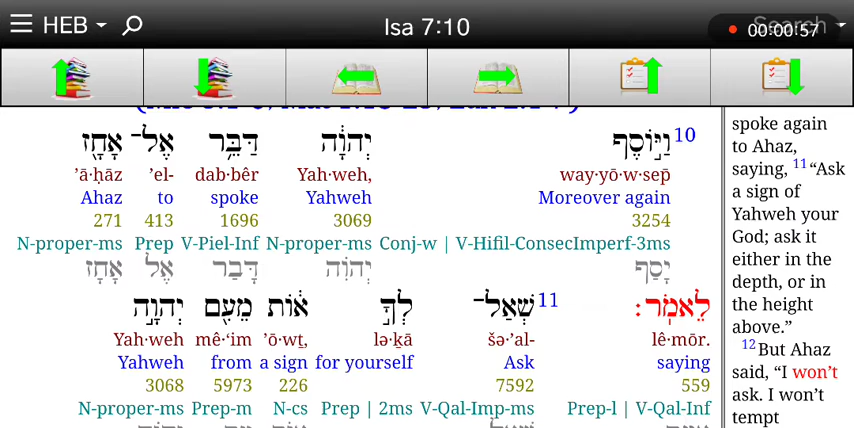 HEB
Isa 7:10
00:00:57
10 וַיּ֣וֹסֶף יְהוָ֔ה דַּבֵּ֥ר אֶל־ אָחָ֖ז
’ā·ḥāz ’el- dab·bêr Yah·weh, way·yō·w·sep̄
Ahaz to spoke Yahweh Moreover again
271 413 1696 3069 3254
N-proper-ms Prep V-Piel-Inf N-proper-ms Conj-w | V-Hifil-ConsecImperf-3ms
יָסַף יְהוִֹה דָּבַר אֶל אָחָז
לֵאמֹֽר׃ 11 שְׁאַל־ לְךָ֣ א֔וֹת מֵעִ֖ם יְהוָ֣ה
Yah·weh mê·‘im ’ō·wṯ, lə·ḵā šə·’al- lê·mōr.
Yahweh from a sign for yourself Ask saying
3068 5973 226 7592 559
N-proper-ms Prep-m N-cs Prep | 2ms V-Qal-Imp-ms Prep-l | V-Qal-Inf
spoke again
to Ahaz,
saying, 11 “Ask
a sign of
Yahweh your
God; ask it
either in the
depth, or in
the height
above.”
12 But Ahaz
said, “I won’t
ask. I won’t
tempt